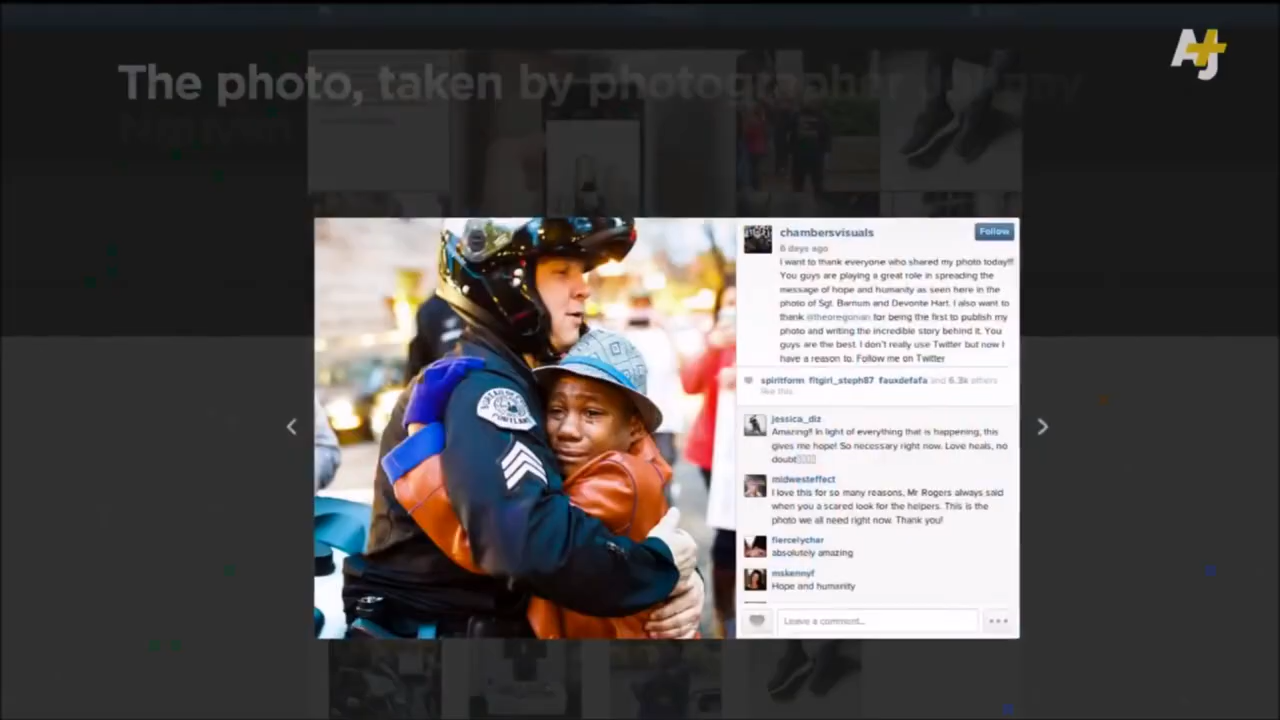 The photo, taken by photographer Johnny
Nguyen
AJ+
chambersvisuals
Follow
6 days ago
I want to thank everyone who shared my photo today!!!
You guys are playing a great role in spreading the
message of hope and humanity as seen here in the
photo of Sgt. Barnum and Devonte Hart. I also want to
thank @theoregonian for being the first to publish my
photo and writing the incredible story behind it. You
guys are the best. I don't really use Twitter but now I
have a reason to. Follow me on Twitter
spiritform fitgirl_steph87 fauxdefafa and 6.3k others
like this.
jessica_diz
Amazing!! In light of everything that is happening, this
gives me hope! So necessary right now. Love heals, no
doubt
midwesteffect
I love this for so many reasons, Mr Rogers always said
when you a scared look for the helpers. This is the
photo we all need right now. Thank you!
fiercelychar
absolutely amazing
mskennyf
Hope and humanity
Leave a comment...
PORTLAND